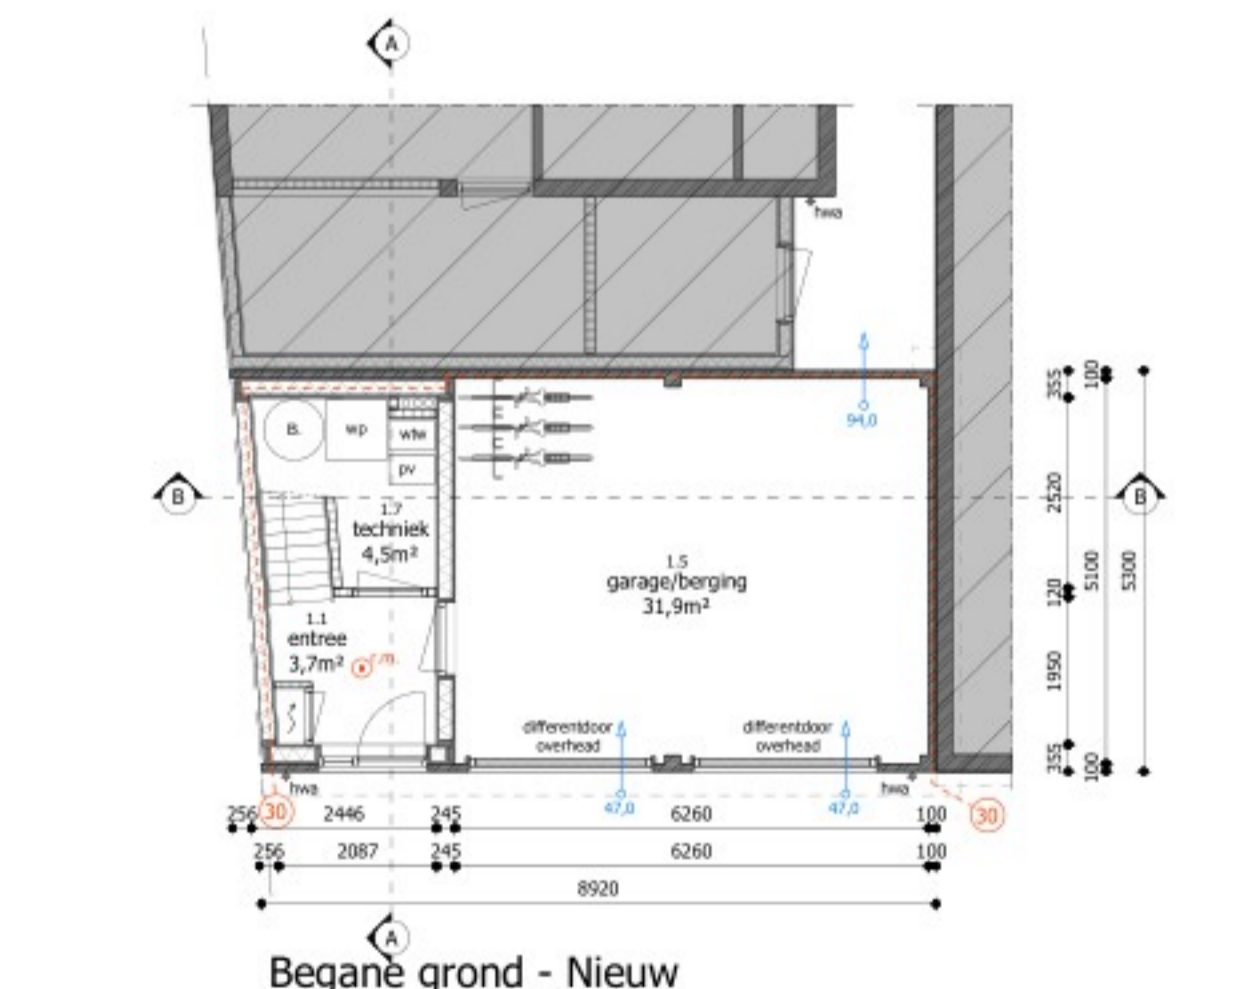 A
hwa
94,0
B.
wp
wtw
pv
B
B
1.7
techniek
4,5m²
1.5
garage/berging
31,9m²
1.1
entree
3,7m²
r.m.
differentdoor
overhead
differentdoor
overhead
355
100
2520
5100
5300
120
1950
355
100
hwa
47,0
47,0
hwa
30
30
256
2446
245
6260
100
256
2087
245
6260
100
8920
A
Begane grond - Nieuw